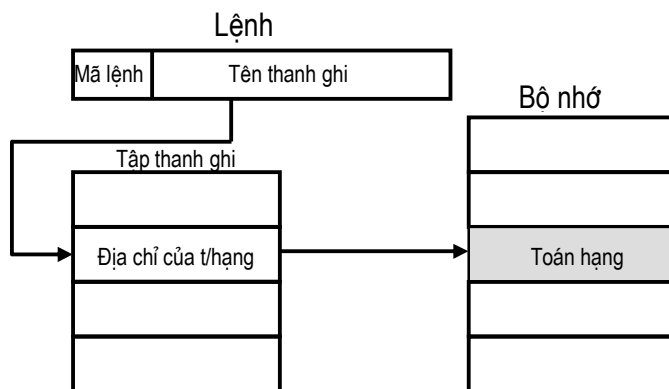 Lệnh
Mã lệnh Tên thanh ghi
Bộ nhớ
Tập thanh ghi
Địa chỉ của t/hạng
Toán hạng